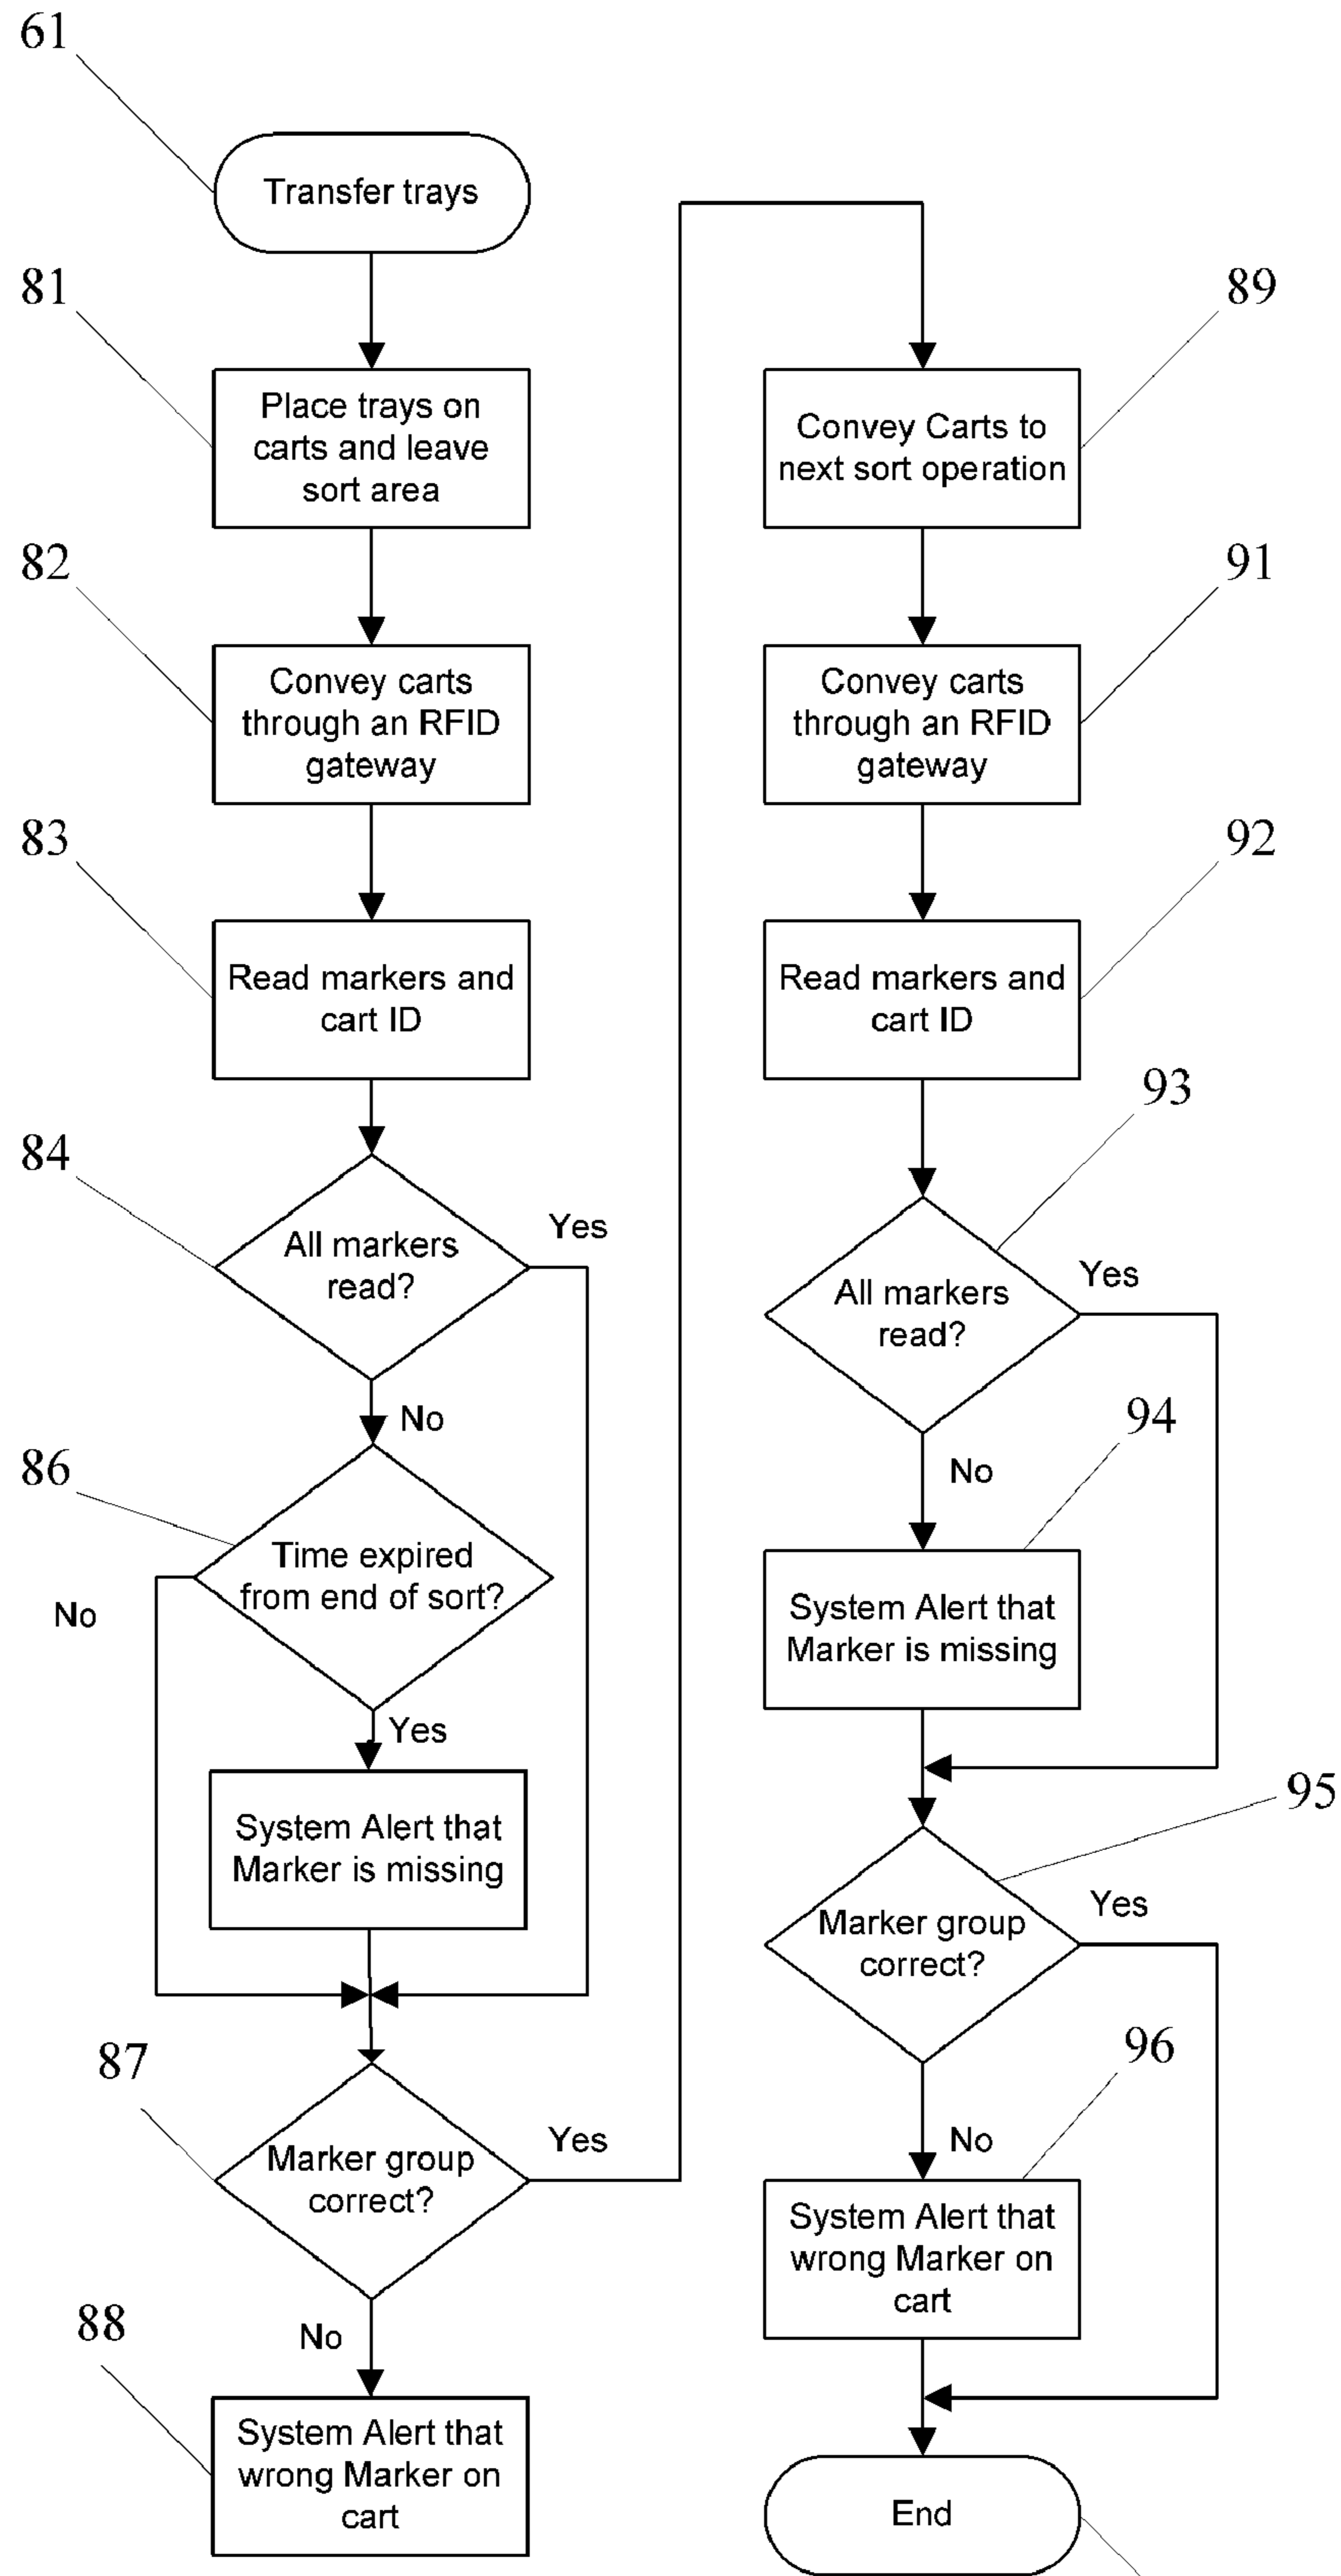 61
Transfer trays
81
Place trays on
carts and leave
sort area
82
Convey carts
through an RFID
gateway
83
Read markers and
cart ID
84
All markers
read?
Yes
No
86
Time expired
from end of sort?
No
Yes
System Alert that
Marker is missing
87
Marker group
correct?
Yes
No
88
System Alert that
wrong Marker on
cart
89
Convey Carts to
next sort operation
91
Convey carts
through an RFID
gateway
92
Read markers and
cart ID
93
All markers
read?
Yes
No
94
System Alert that
Marker is missing
95
Marker group
correct?
Yes
No
96
System Alert that
wrong Marker on
cart
End